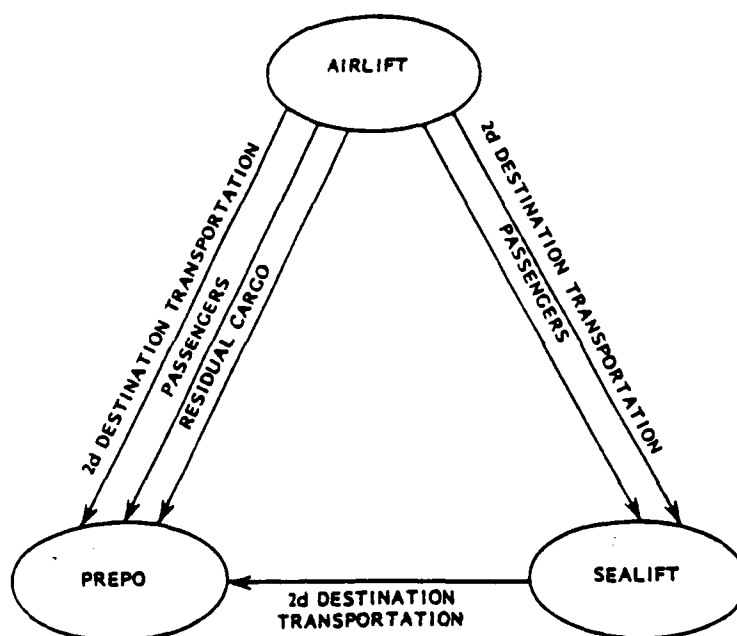 AIRLIFT
2d DESTINATION TRANSPORTATION
PASSENGERS
RESIDUAL CARGO
PASSENGERS
2d DESTINATION TRANSPORTATION
PREPO
SEALIFT
2d DESTINATION
TRANSPORTATION